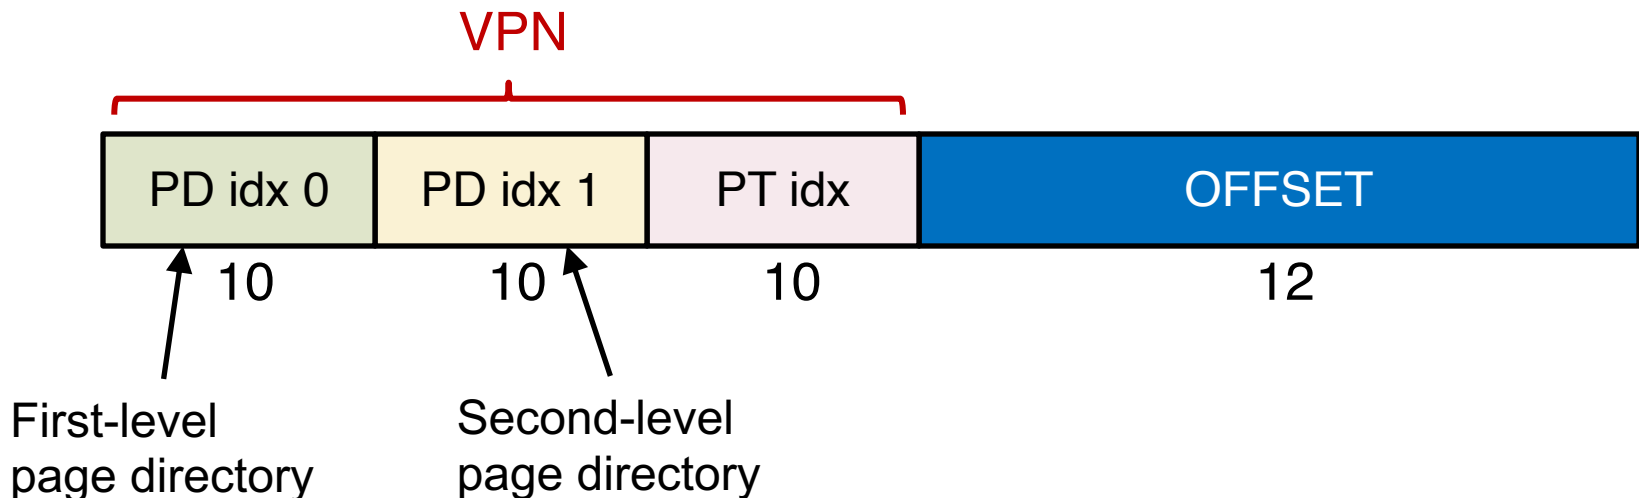 VPN
PD idx 0 PD idx 1 PT idx OFFSET
10 10 10 12
First-level
page directory
Second-level
page directory